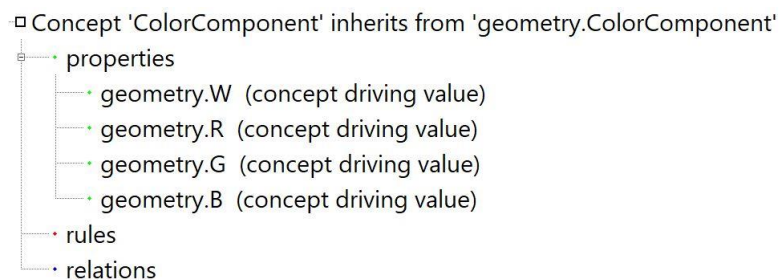 Concept 'ColorComponent' inherits from 'geometry.ColorComponent'
properties
geometry.W (concept driving value)
geometry.R (concept driving value)
geometry.G (concept driving value)
geometry.B (concept driving value)
rules
relations